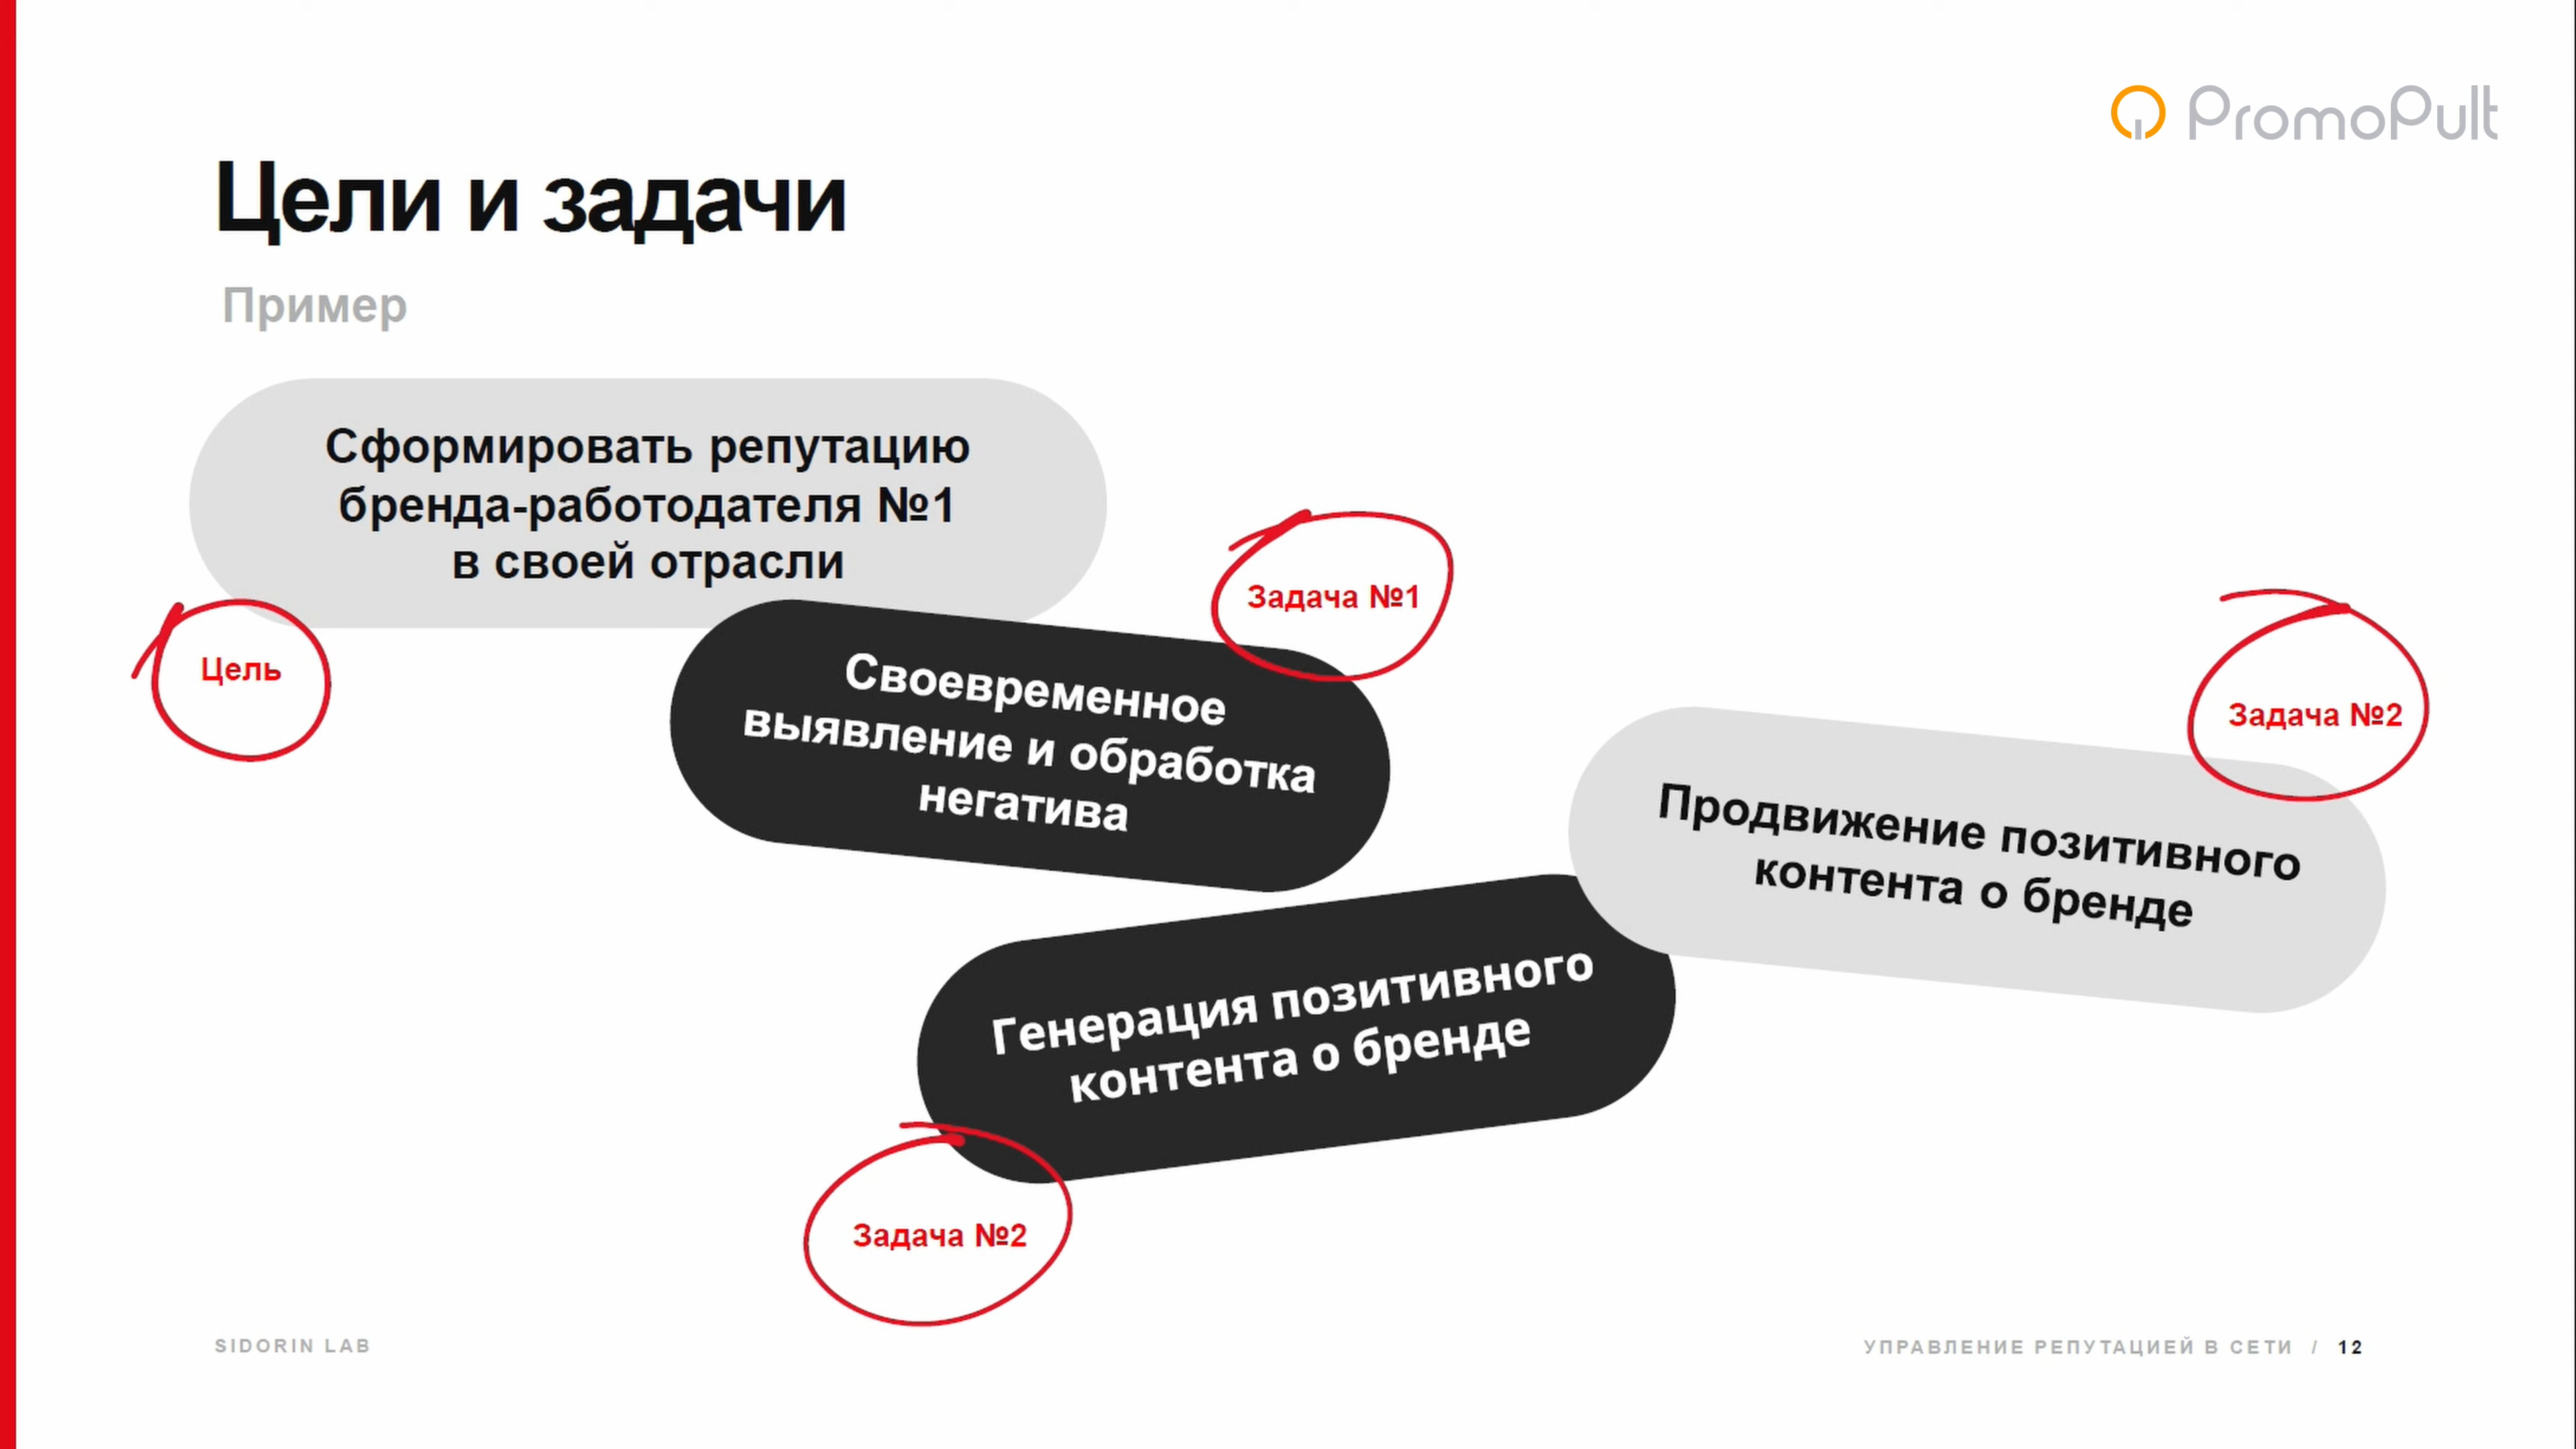 PromoPult
Цели и задачи
Пример
Сформировать репутацию
бренда-работодателя №1
в своей отрасли
Цель
Задача №1
Своевременное
выявление и обработка
негатива
Задача №2
Продвижение позитивного
контента о бренде
Генерация позитивного
контента о бренде
Задача №2
SIDORIN LAB
УПРАВЛЕНИЕ РЕПУТАЦИЕЙ В СЕТИ / 12